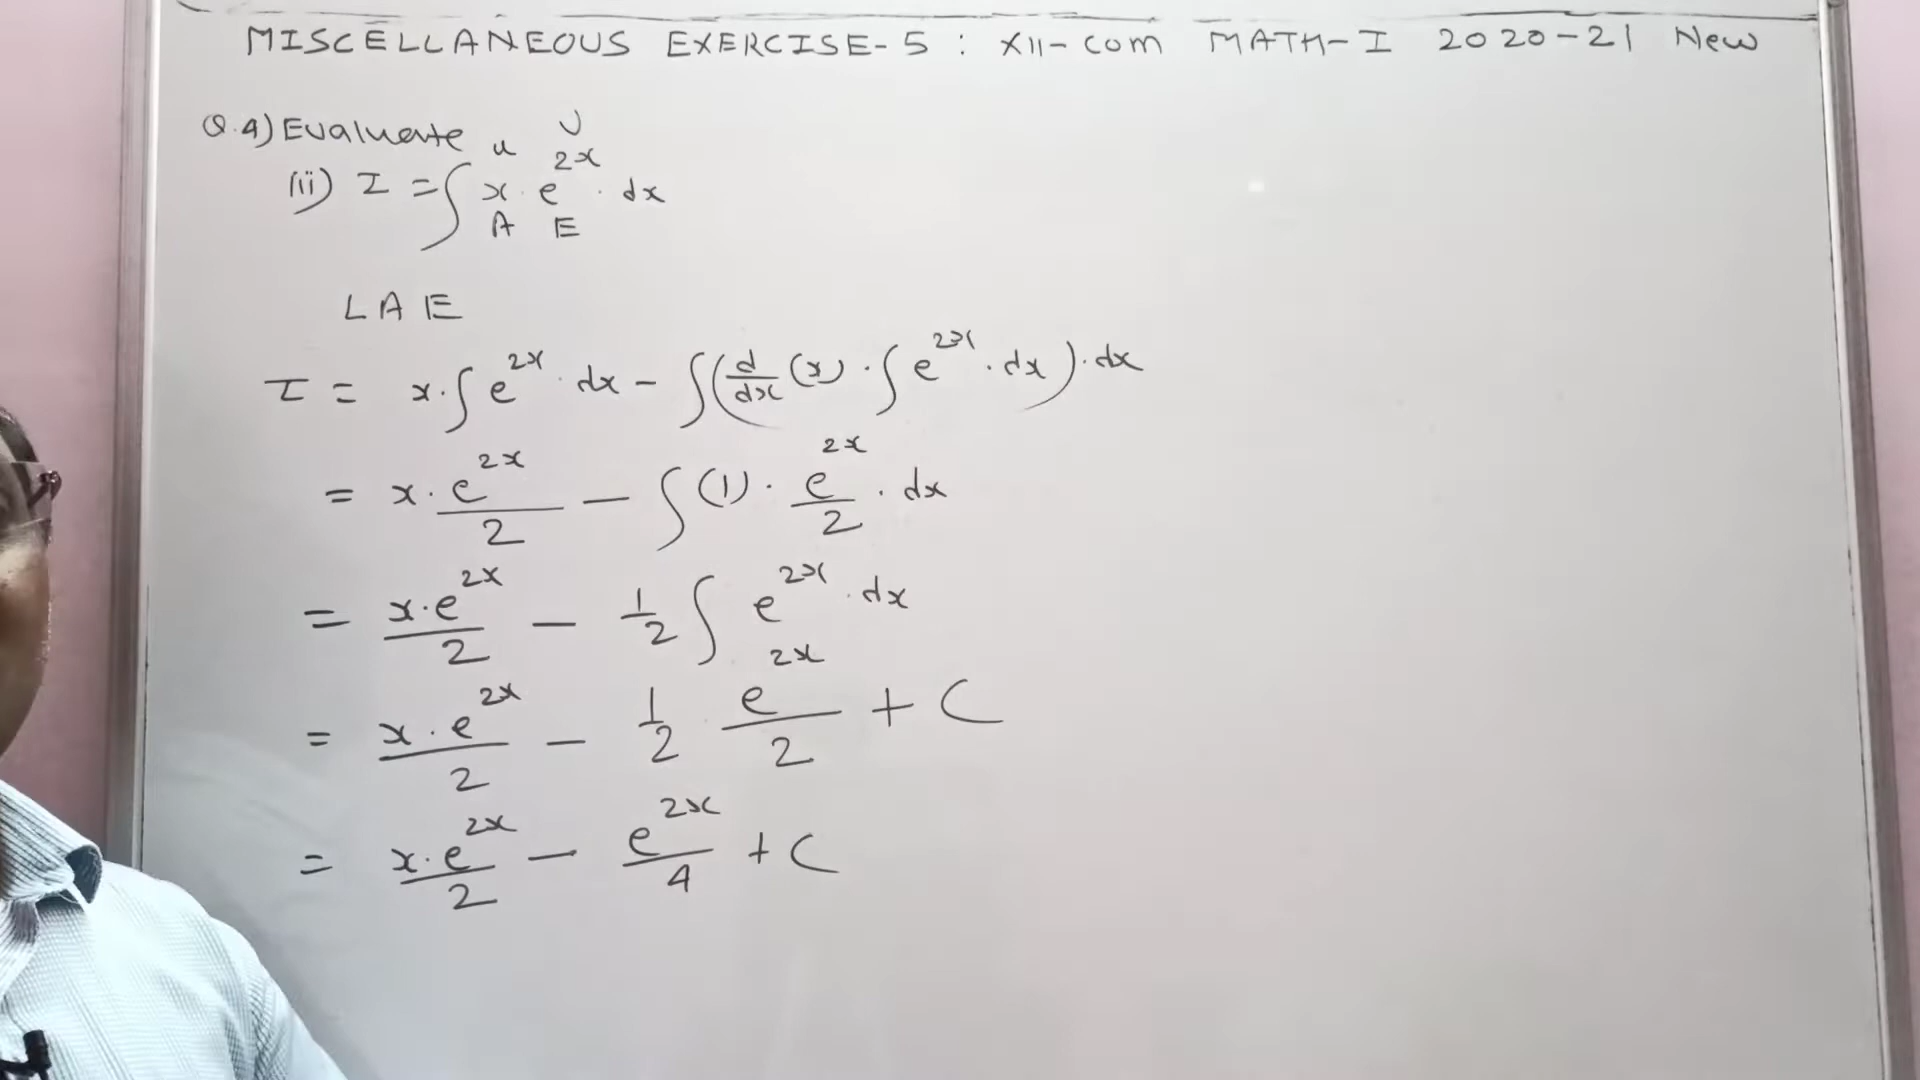 MISCELLANEOUS EXERCISE-5 : XII-COM MATH-I 2020-21 New
Q.4) Evaluate
u v
(ii) I = ∫ x · e^{2x} · dx
A E
L A E
I = x · ∫ e^{2x} · dx - ∫ ( d/dx (x) · ∫ e^{2x} · dx ) · dx
= x · e^{2x}/2 - ∫ (1) · e^{2x}/2 · dx
= x·e^{2x}/2 - 1/2 ∫ e^{2x} · dx
= x·e^{2x}/2 - 1/2 · e^{2x}/2 + C
= x·e^{2x}/2 - e^{2x}/4 + C